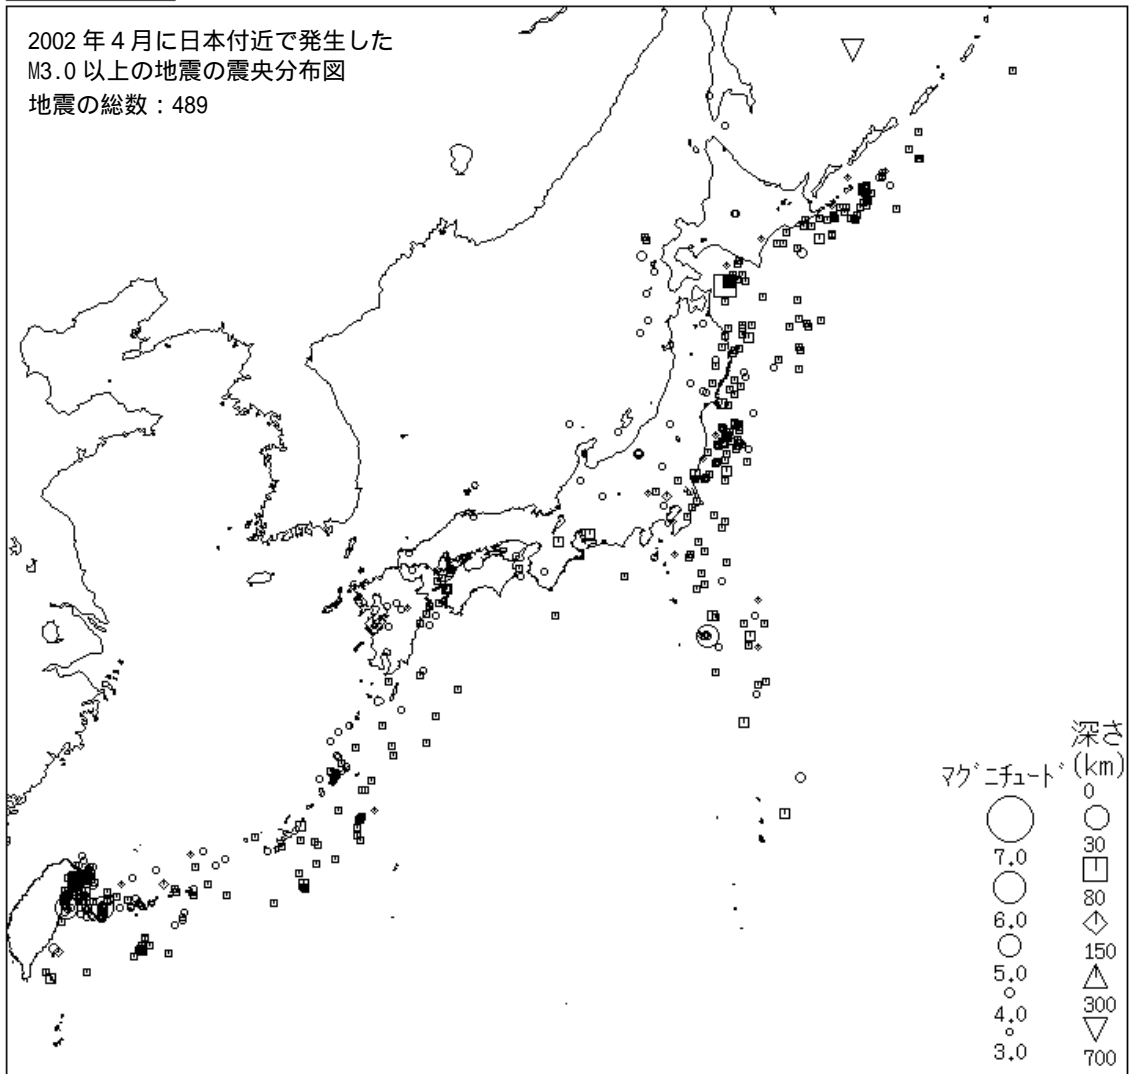 2002年4月に日本付近で発生した
M3.0以上の地震の震央分布図
地震の総数:489
マグニチュード
7.0
6.0
5.0
4.0
3.0
深さ
(km)
0
30
80
150
300
700